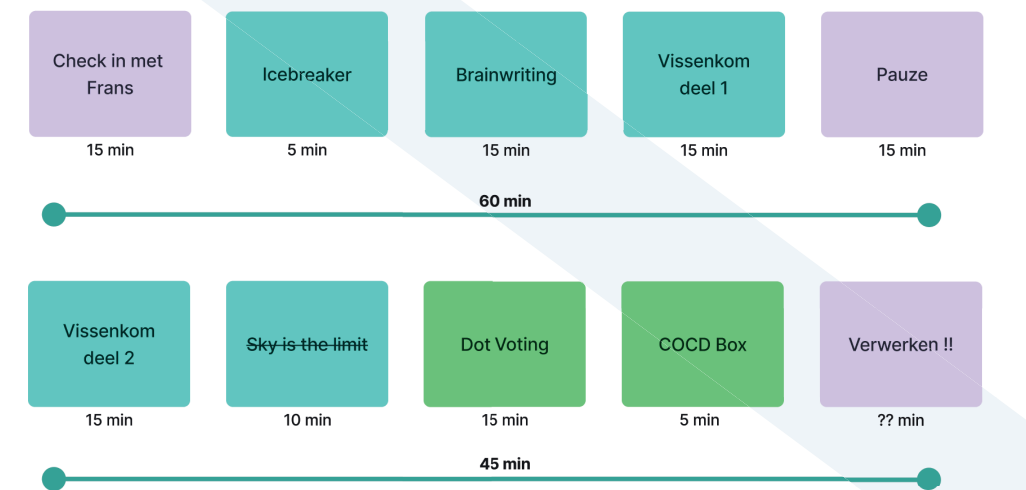 Check in met
Frans
Icebreaker
Brainwriting
Vissenkom
deel 1
Pauze
15 min
5 min
15 min
15 min
15 min
60 min
Vissenkom
deel 2
Sky is the limit
Dot Voting
COCD Box
Verwerken !!
15 min
10 min
15 min
5 min
?? min
45 min